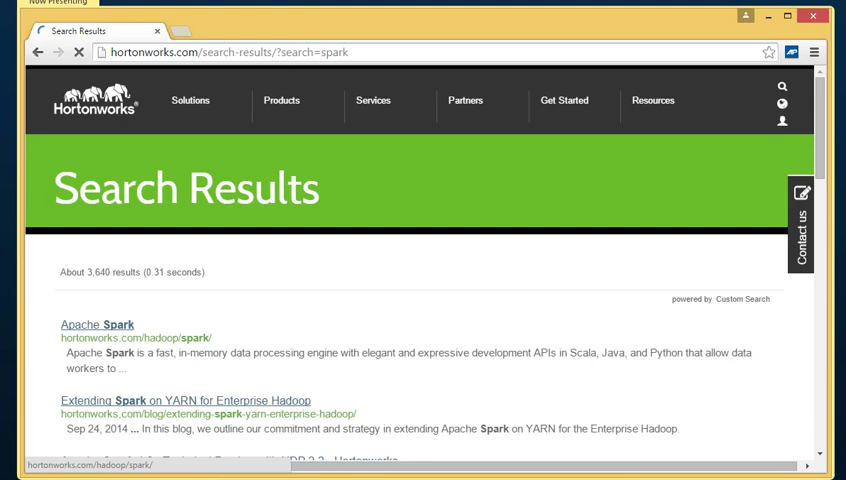 Now Presenting
Search Results
hortonworks.com/search-results/?search=spark
Hortonworks
Solutions
Products
Services
Partners
Get Started
Resources
Search Results
Contact us
About 3,640 results (0.31 seconds)
powered by Custom Search
Apache Spark
hortonworks.com/hadoop/spark/
Apache Spark is a fast, in-memory data processing engine with elegant and expressive development APIs in Scala, Java, and Python that allow data
workers to ...
Extending Spark on YARN for Enterprise Hadoop
hortonworks.com/blog/extending-spark-yarn-enterprise-hadoop/
Sep 24, 2014 ... In this blog, we outline our commitment and strategy in extending Apache Spark on YARN for the Enterprise Hadoop.
hortonworks.com/hadoop/spark/